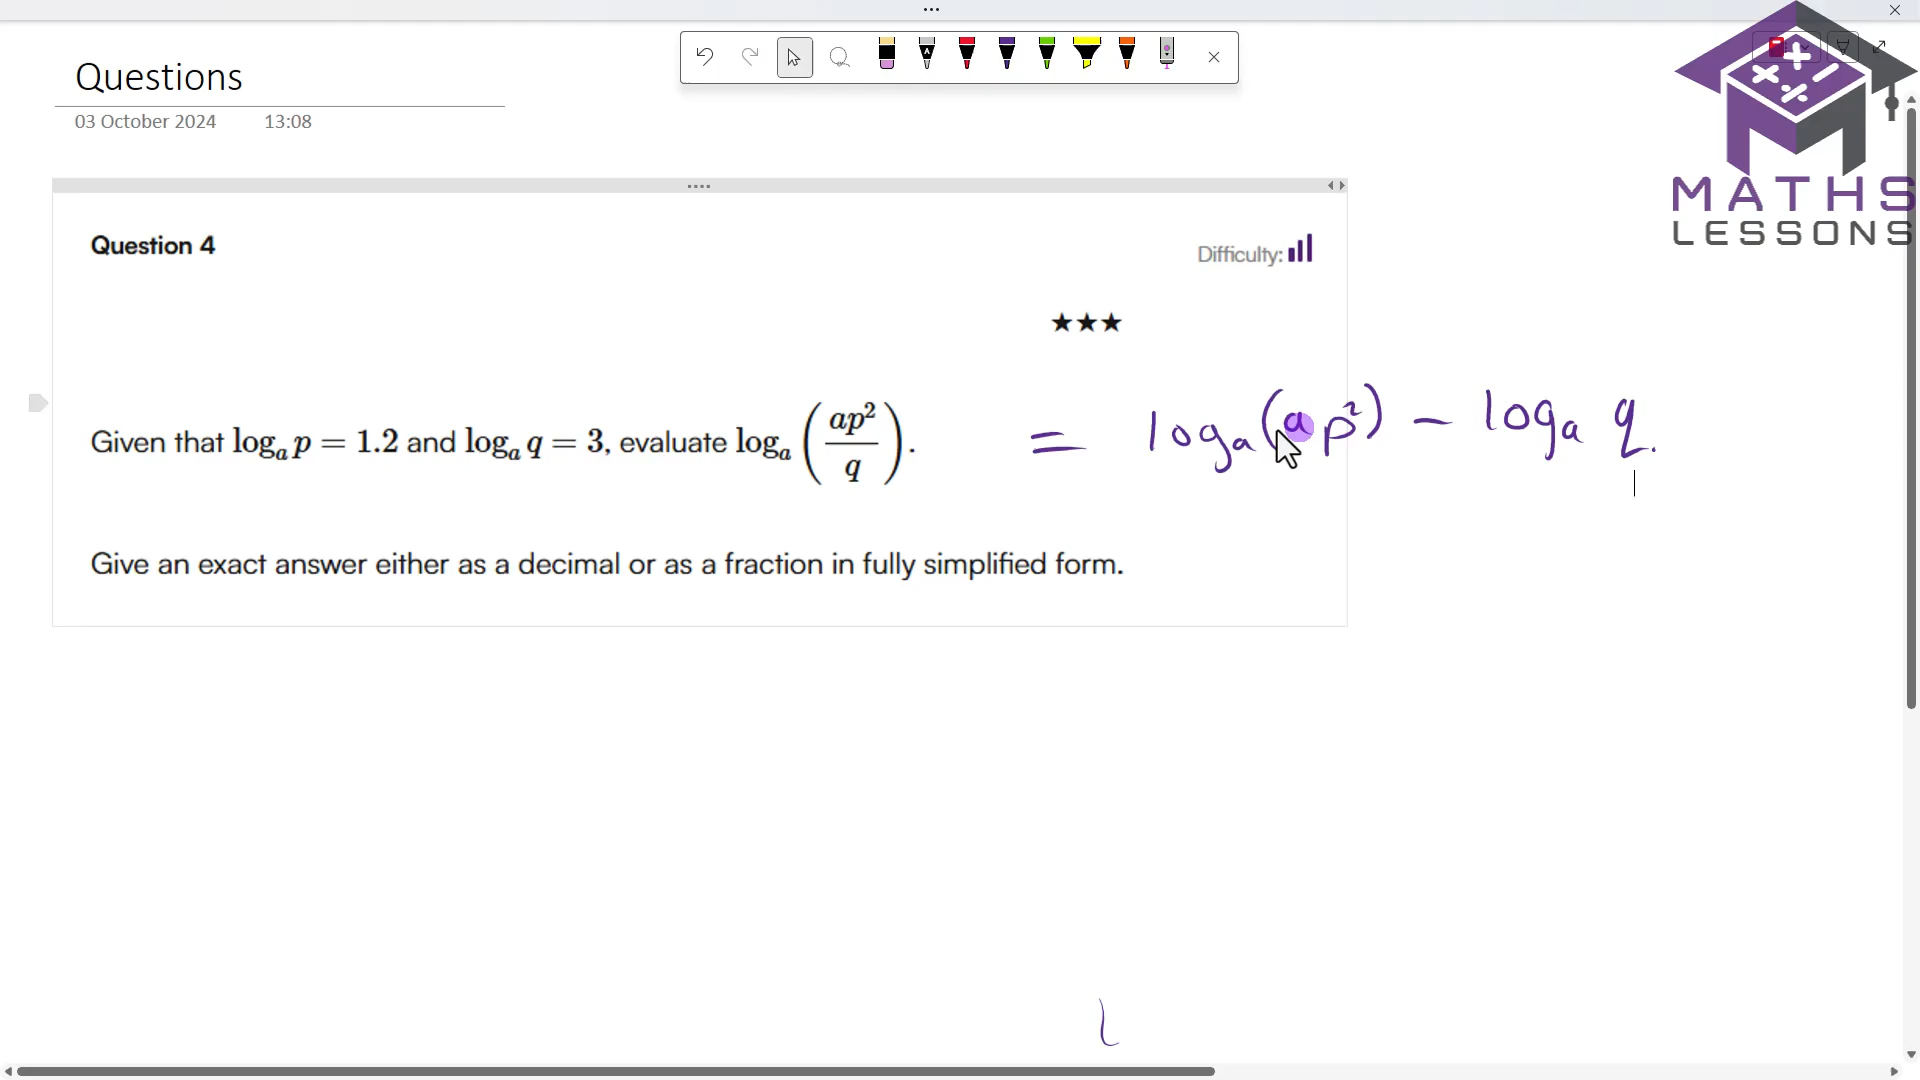 Questions
03 October 2024 13:08
MATHS
LESSONS
Question 4
Difficulty:
★★★
Given that logₐ p = 1.2 and logₐ q = 3, evaluate logₐ (ap²/q). = logₐ(ap²) − logₐ q.
Give an exact answer either as a decimal or as a fraction in fully simplified form.